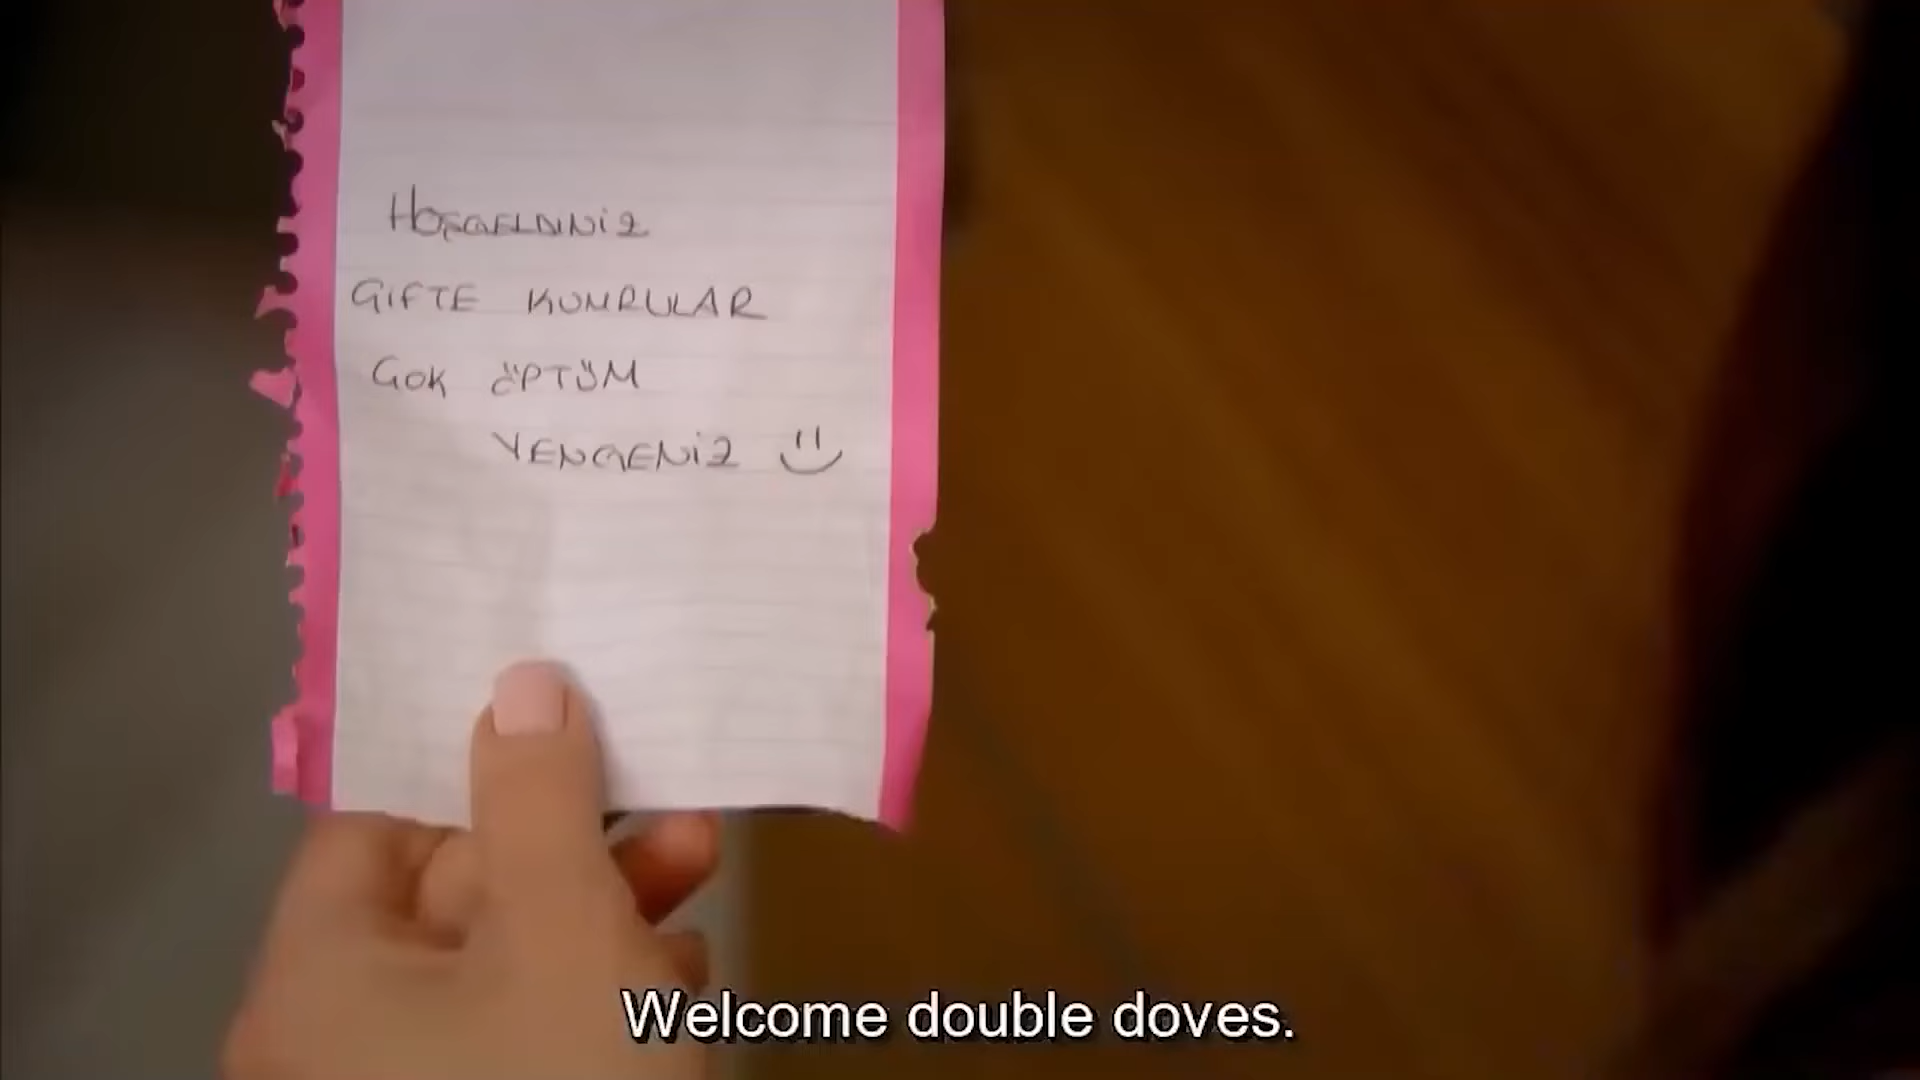 HOŞGELDİNİZ
ÇİFTE KUMRULAR
ÇOK ÖPTÜM
YENGENİZ
Welcome double doves.